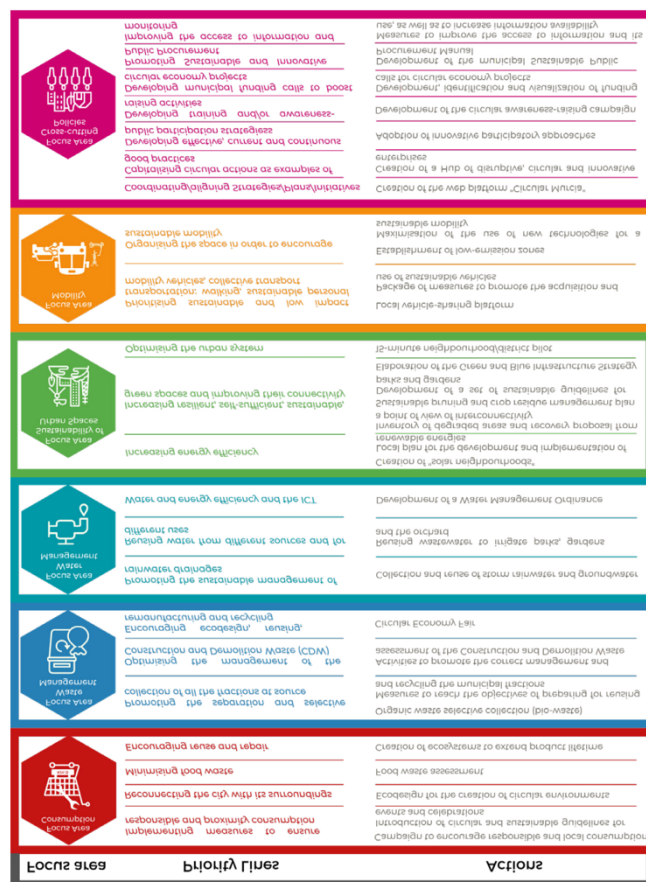 Focus area
Priority Lines
Actions
Focus Area
Consumption
Implementing measures to ensure
responsible and proximity consumption
Reconnecting the city with its surroundings
Minimising food waste
Encouraging reuse and repair
Campaign to encourage responsible and local consumption
Introduction of circular and sustainable guidelines for
events and celebrations
Ecodesign for the creation of circular environments
Food waste assessment
Creation of ecosystems to extend product lifetime
Focus Area
Waste
Management
Promoting the separation and selective
collection of all the fractions at source
Optimising the management of the
Construction and Demolition Waste (CDW)
Encouraging ecodesign, reusing,
remanufacturing and recycling
Organic waste selective collection (bio-waste)
Measures to reach the objectives of preparing for reusing
and recycling the municipal fractions
Activities to promote the correct management and
assessment of the Construction and Demolition Waste
Circular Economy Fair
Focus Area
Water
Management
Promoting the sustainable management of
rainwater drainages
Reusing water from different sources and for
different uses
Water and energy efficiency and the ICT
Collection and reuse of storm rainwater and groundwater
Reusing wastewater to irrigate parks, gardens
and the orchard
Development of a Water Management Ordinance
Focus Area
Sustainability of
Urban Spaces
Increasing energy efficiency
Increasing resilient, self-sufficient, sustainable,
green spaces and improving their connectivity
Optimising the urban system
Creation of "solar neighbourhoods"
Local plan for the development and implementation of
renewable energies
Inventory of degraded areas and recovery proposal from
a point of view of interconnectivity
Sustainable pruning and crop residue management plan
Development of a set of sustainable guidelines for
parks and gardens
Elaboration of the Green and Blue Infrastructure Strategy
15-minute neighbourhood/district pilot
Focus Area
Mobility
Prioritising sustainable and low impact
transportation: walking, sustainable personal
mobility vehicles, collective transport
Organising the space in order to encourage
sustainable mobility
Local vehicle-sharing platform
Package of measures to promote the acquisition and
use of sustainable vehicles
Establishment of low-emission zones
Maximisation of the use of new technologies for a
sustainable mobility
Focus Area
Cross-cutting
Policies
Coordinating/aligning Strategies/Plans/Initiatives
Capitalising circular actions as examples of
good practices
Developing effective, current and continuous
public participation strategiess
Developing training and/or awareness-
raising activities
Developing municipal funding calls to boost
circular economy projects
Promoting Sustainable and Innovative
Public Procurement
Improving the access to information and
monitoring
Creation of the web platform "Circular Murcia"
Creation of a Hub of disruptive, circular and innovative
enterprises
Adoption of innovative participatory approaches
Development of the circular awareness-raising campaign
Development, identification and visualization of funding
calls for circular economy projects
Development of the municipal Sustainable Public
Procurement Manual
Measures to improve the access to information and its
use, as well as to increase information availability